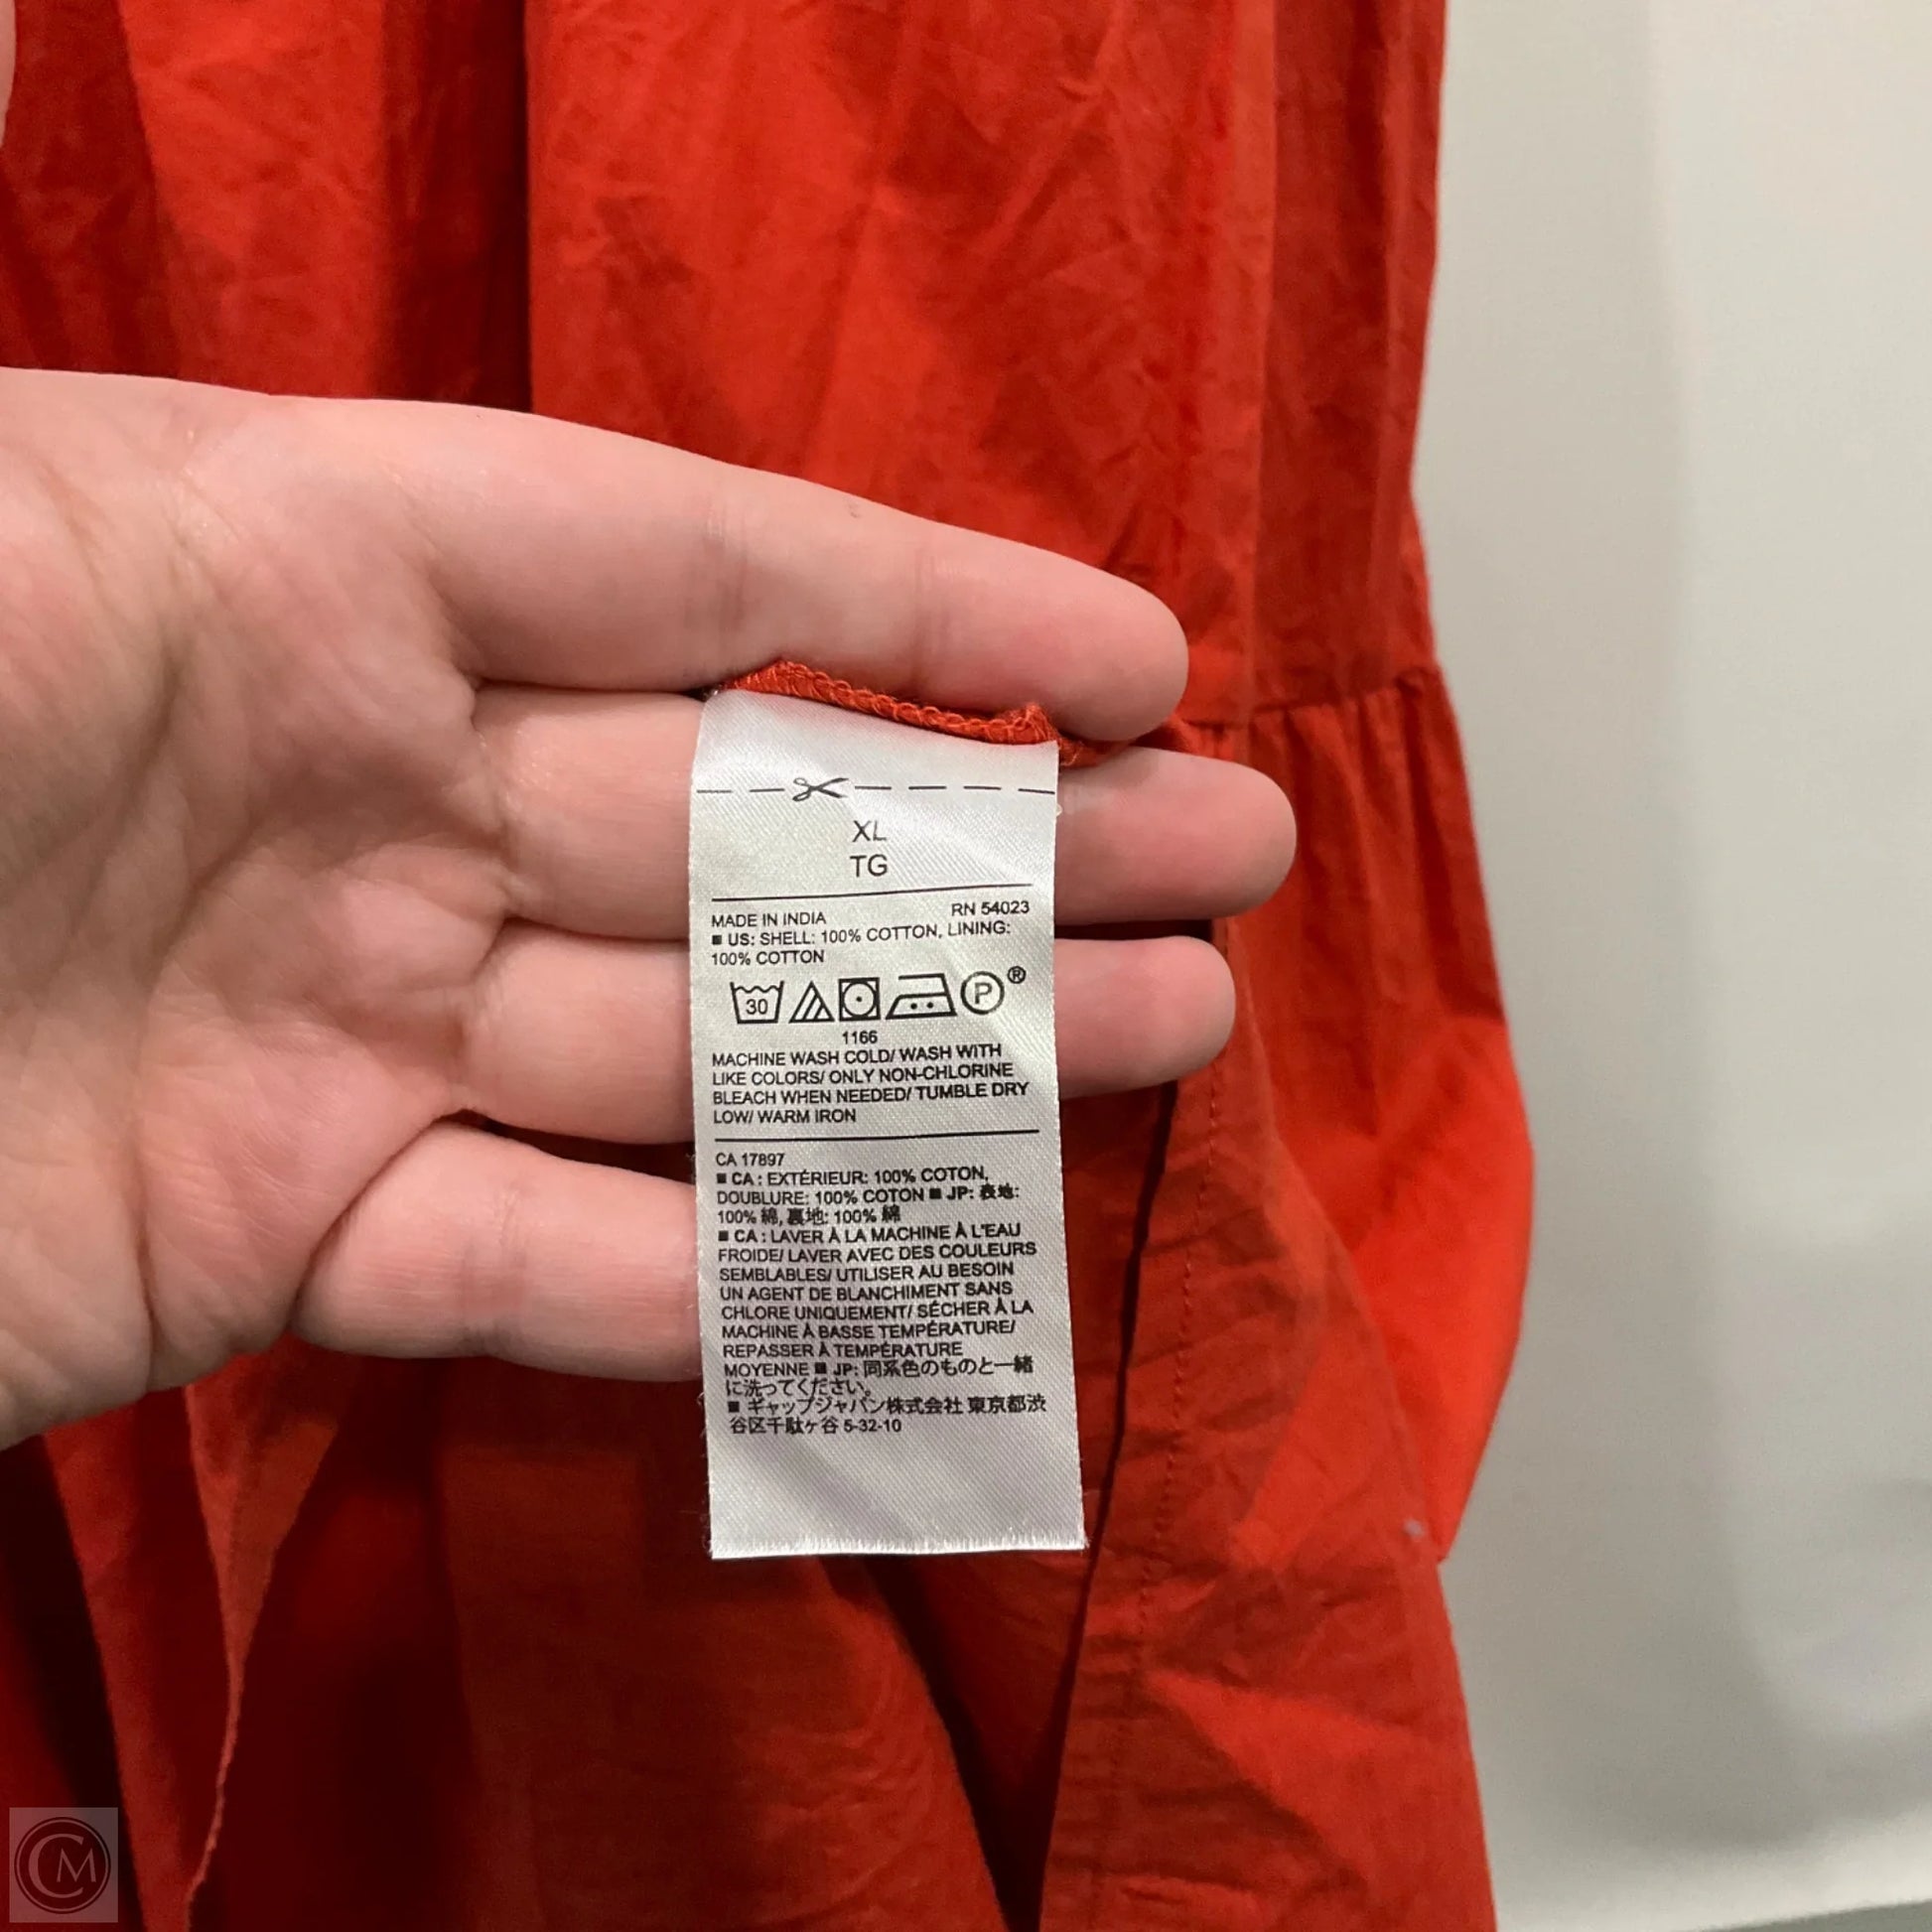 XL
TG
MADE IN INDIA RN 54023
■ US: SHELL: 100% COTTON, LINING:
100% COTTON
30 P ®
1166
MACHINE WASH COLD/ WASH WITH
LIKE COLORS/ ONLY NON-CHLORINE
BLEACH WHEN NEEDED/ TUMBLE DRY
LOW/ WARM IRON
CA 17897
■ CA : EXTÉRIEUR: 100% COTON,
DOUBLURE: 100% COTON ■ JP: 表地:
100% 綿, 裏地: 100% 綿
■ CA : LAVER À LA MACHINE À L'EAU
FROIDE/ LAVER AVEC DES COULEURS
SEMBLABLES/ UTILISER AU BESOIN
UN AGENT DE BLANCHIMENT SANS
CHLORE UNIQUEMENT/ SÉCHER À LA
MACHINE À BASSE TEMPÉRATURE/
REPASSER À TEMPÉRATURE
MOYENNE ■ JP: 同系色のものと一緒
に洗ってください。
■ ギャップジャパン株式会社 東京都渋
谷区千駄ヶ谷 5-32-10
CM